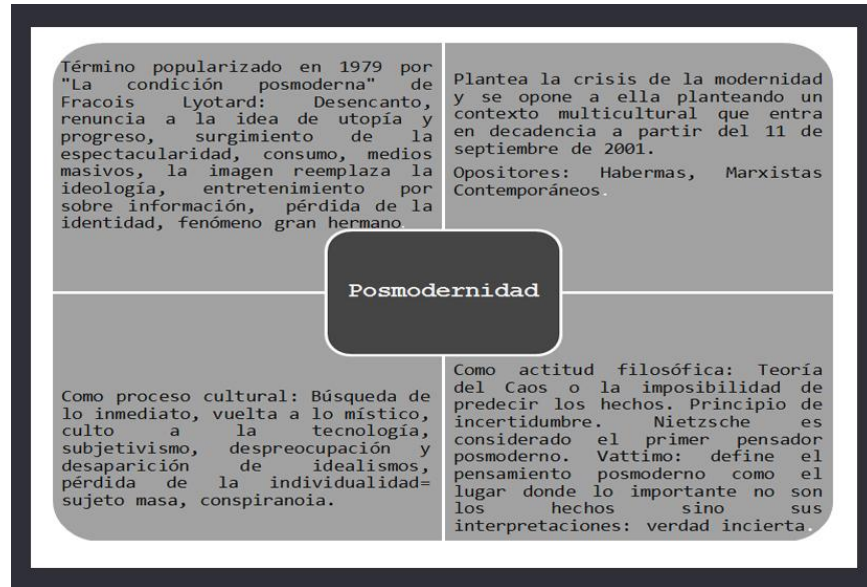 Término popularizado en 1979 por
"La condición posmoderna" de
Fracois Lyotard: Desencanto,
renuncia a la idea de utopía y
progreso, surgimiento de la
espectacularidad, consumo, medios
masivos, la imagen reemplaza la
ideología, entretenimiento por
sobre información, pérdida de la
identidad, fenómeno gran hermano.
Plantea la crisis de la modernidad
y se opone a ella planteando un
contexto multicultural que entra
en decadencia a partir del 11 de
septiembre de 2001.
Opositores: Habermas, Marxistas
Contemporáneos.
Posmodernidad
Como proceso cultural: Búsqueda de
lo inmediato, vuelta a lo místico,
culto a la tecnología,
subjetivismo, despreocupación y
desaparición de idealismos,
pérdida de la individualidad=
sujeto masa, conspiranoia.
Como actitud filosófica: Teoría
del Caos o la imposibilidad de
predecir los hechos. Principio de
incertidumbre. Nietzsche es
considerado el primer pensador
posmoderno. Vattimo: define el
pensamiento posmoderno como el
lugar donde lo importante no son
los hechos sino sus
interpretaciones: verdad incierta.